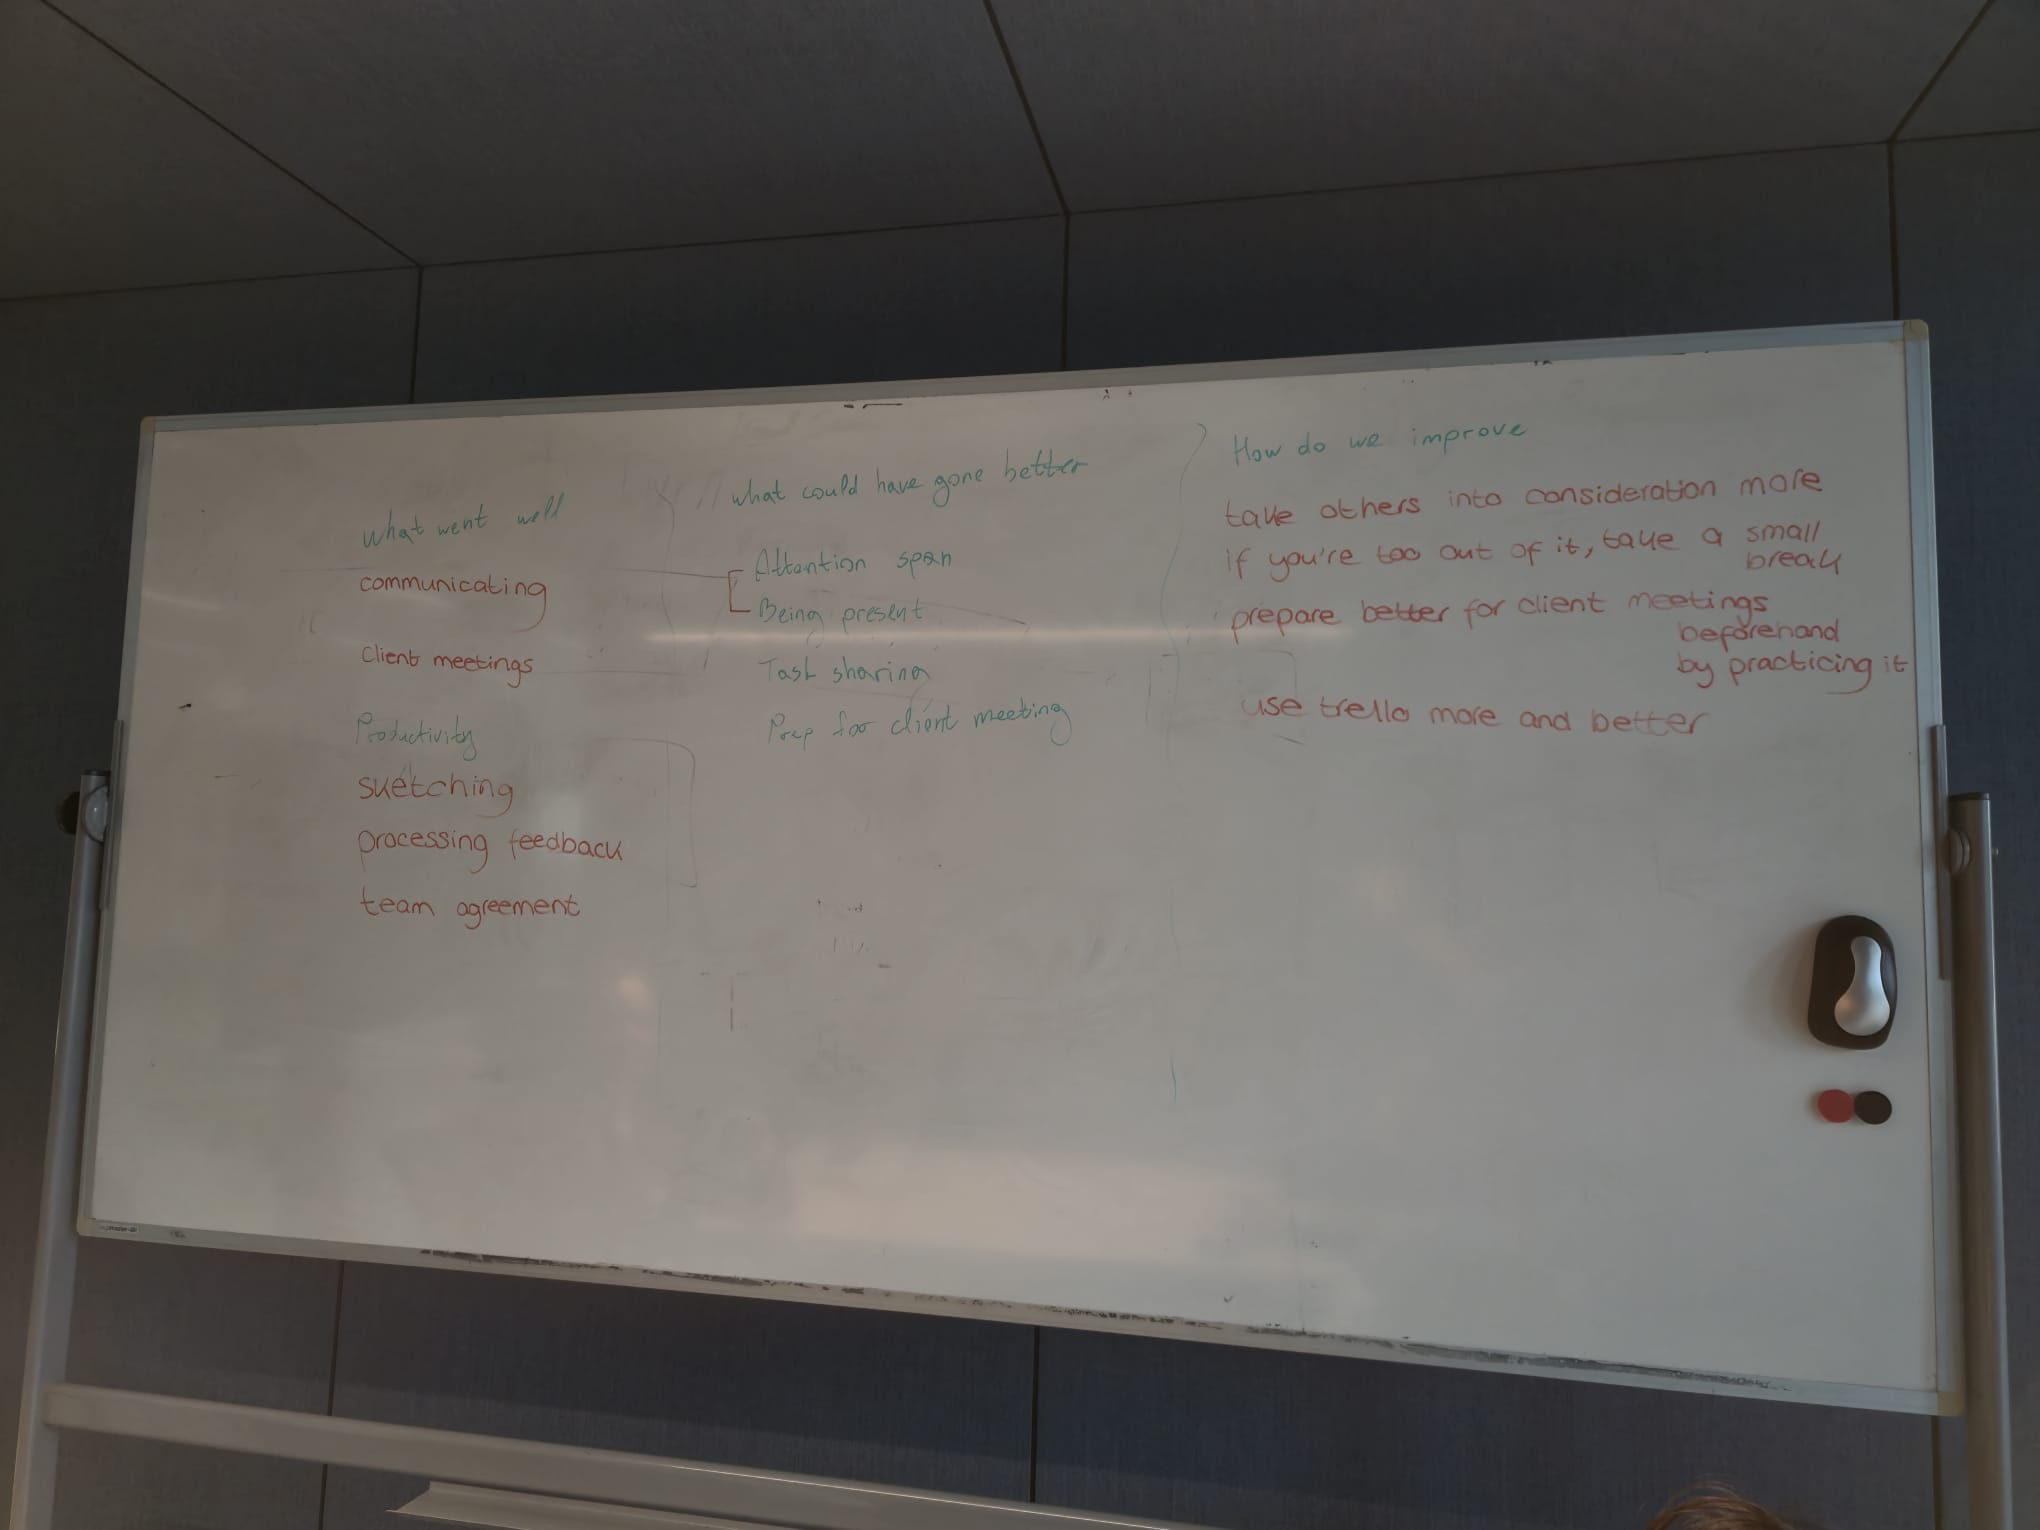 What went well
communicating
client meetings
Productivity
sketching
processing feedback
team agreement
what could have gone better
Attention span
Being present
Task sharing
Prep for client meeting
How do we improve
take others into consideration more
if you're too out of it, take a small
break
prepare better for client meetings
beforehand
by practicing it
use trello more and better